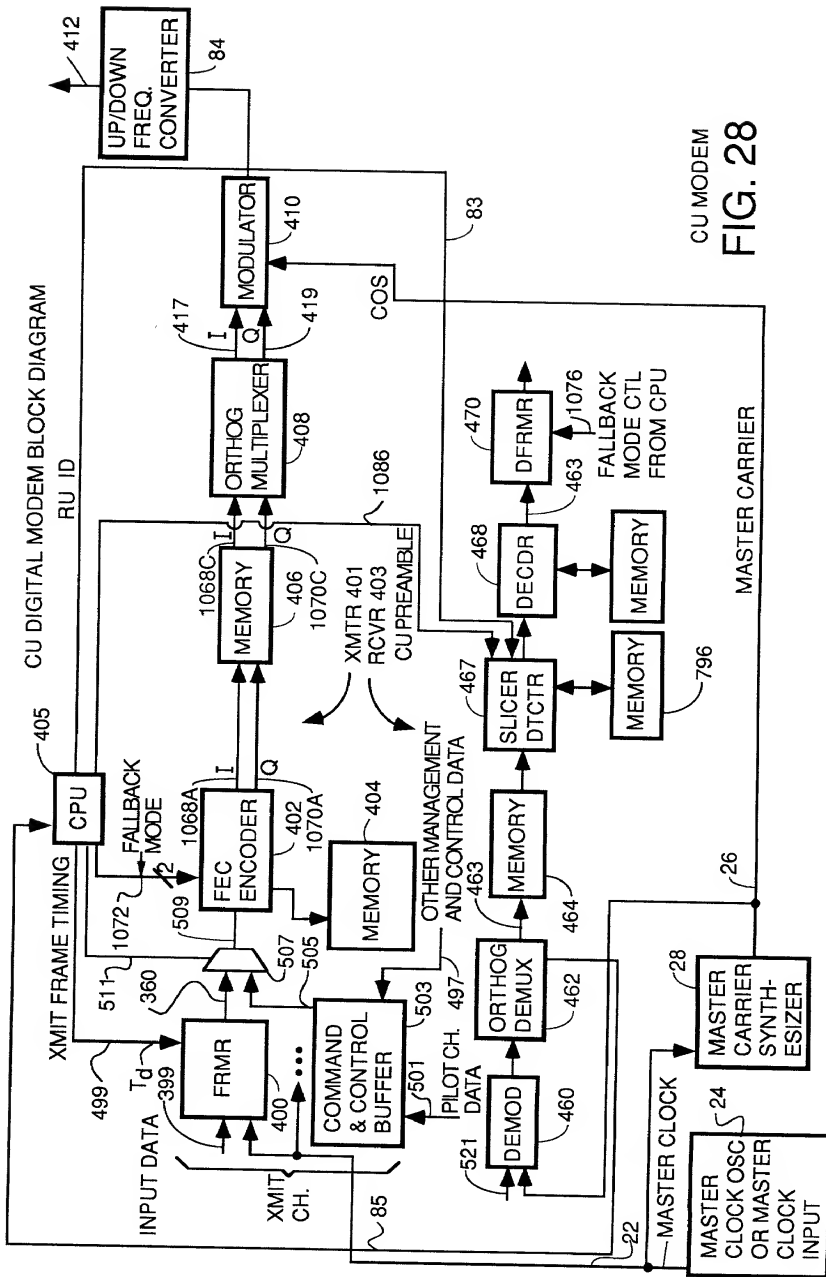 CU DIGITAL MODEM BLOCK DIAGRAM
412
UP/DOWN
FREQ.
CONVERTER
84
RU ID
405
CPU
XMIT FRAME TIMING
FALLBACK
MODE
1072
2
511
499
Td
399
INPUT DATA
FRMR
400
360
507
509
FEC
ENCODER
402
1068A
I
Q
1070A
MEMORY
404
MEMORY
406
1068C
I
Q
1070C
ORTHOG
MULTIPLEXER
408
417
I
Q
419
MODULATOR
410
COS
83
1086
XMIT
CH.
COMMAND
& CONTROL
BUFFER
503
505
501
PILOT CH.
DATA
497
OTHER MANAGEMENT
AND CONTROL DATA
XMTR 401
RCVR 403
CU PREAMBLE
85
521
DEMOD
460
ORTHOG
DEMUX
462
463
MEMORY
464
SLICER
DTCTR
467
MEMORY
796
DECDR
468
MEMORY
463
DFRMR
470
1076
FALLBACK
MODE CTL
FROM CPU
22
MASTER CLOCK
MASTER
CLOCK OSC.
OR MASTER
CLOCK
INPUT
24
MASTER
CARRIER
SYNTH-
ESIZER
28
26
MASTER CARRIER
CU MODEM
FIG. 28